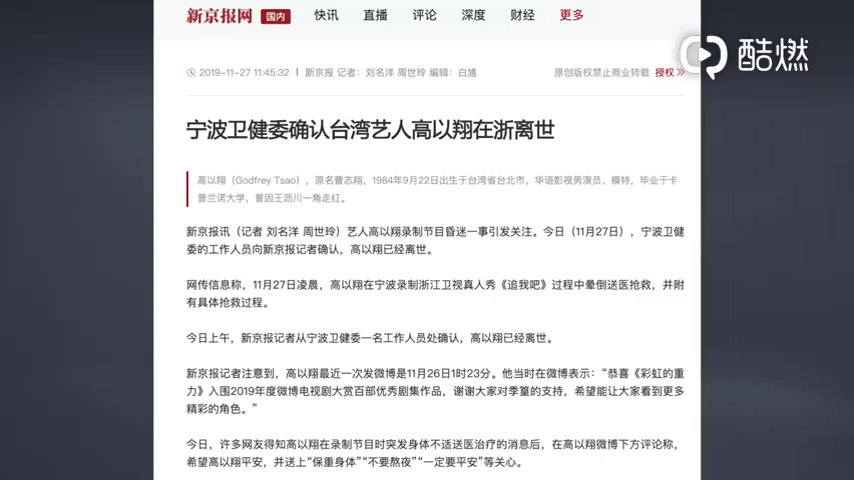 新京报网 国内 快讯 直播 评论 深度 财经 更多
酷燃
2019-11-27 11:45:32 新京报 记者：刘名洋 周世玲 编辑：白馗 原创版权禁止商业转载 授权
宁波卫健委确认台湾艺人高以翔在浙离世
高以翔（Godfrey Tsao），原名曹志翔，1984年9月22日出生于台湾省台北市，华语影视男演员、模特，毕业于卡
普兰诺大学，曾因王沥川一角走红。
新京报讯（记者 刘名洋 周世玲）艺人高以翔录制节目昏迷一事引发关注。今日（11月27日），宁波卫健
委的工作人员向新京报记者确认，高以翔已经离世。
网传信息称，11月27日凌晨，高以翔在宁波录制浙江卫视真人秀《追我吧》过程中晕倒送医抢救，并附
有具体抢救过程。
今日上午，新京报记者从宁波卫健委一名工作人员处确认，高以翔已经离世。
新京报记者注意到，高以翔最近一次发微博是11月26日1时23分。他当时在微博表示：“恭喜《彩虹的重
力》入围2019年度微博电视剧大赏百部优秀剧集作品，谢谢大家对季篁的支持，希望能让大家看到更多
精彩的角色。”
今日，许多网友得知高以翔在录制节目时突发身体不适送医治疗的消息后，在高以翔微博下方评论称，
希望高以翔平安，并送上“保重身体”“不要熬夜”“一定要平安”等关心。